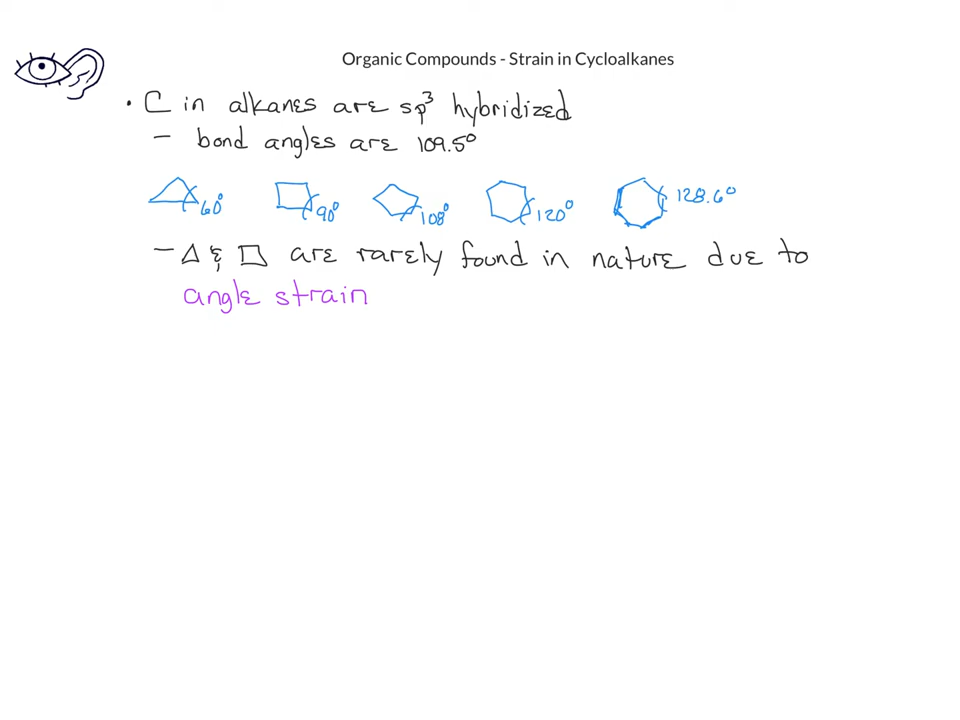 Organic Compounds - Strain in Cycloalkanes
• C in alkanes are sp³ hybridized
– bond angles are 109.5°
60° 90° 108° 120° 128.6°
– △ & □ are rarely found in nature due to
angle strain